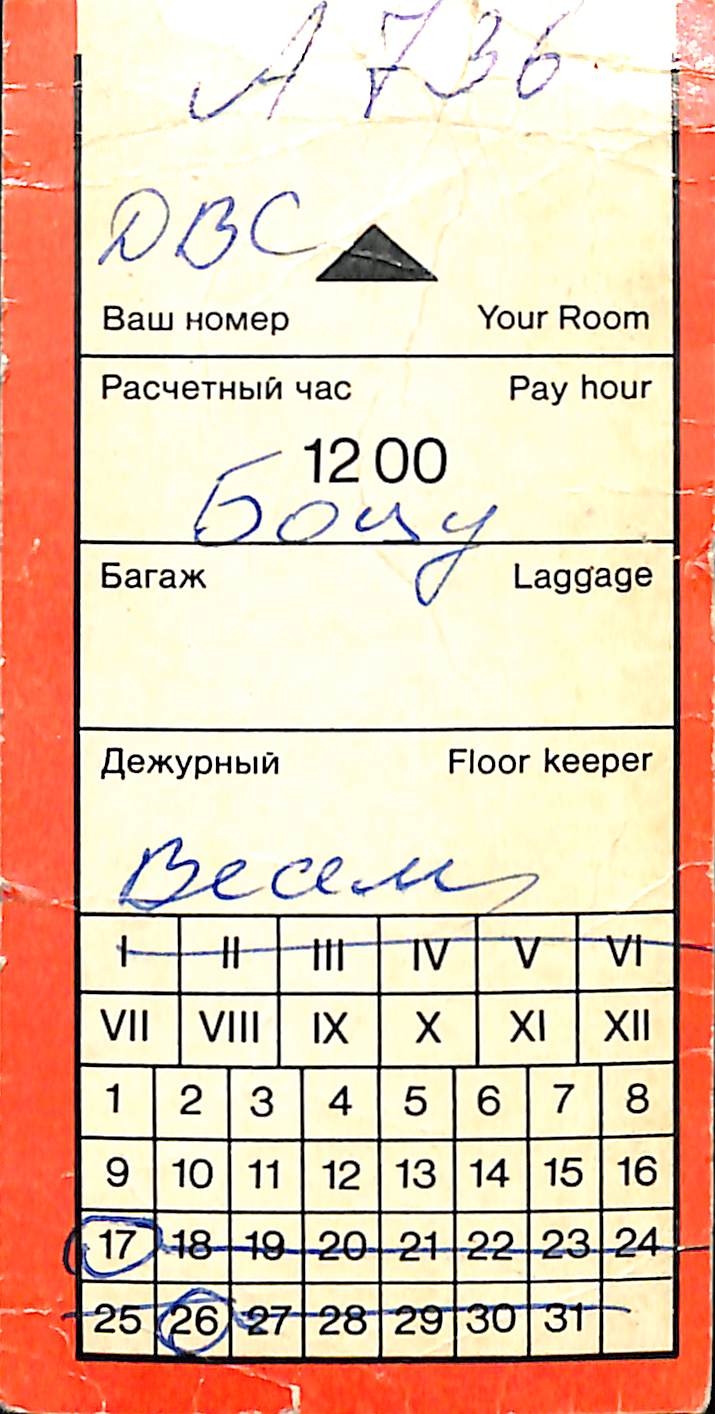 А 736
ДВС
Ваш номер Your Room
Расчетный час Pay hour
12 00
Боцу
Багаж Laggage
Дежурный Floor keeper
I II III IV V VI
VII VIII IX X XI XII
1 2 3 4 5 6 7 8
9 10 11 12 13 14 15 16
17 18 19 20 21 22 23 24
25 26 27 28 29 30 31